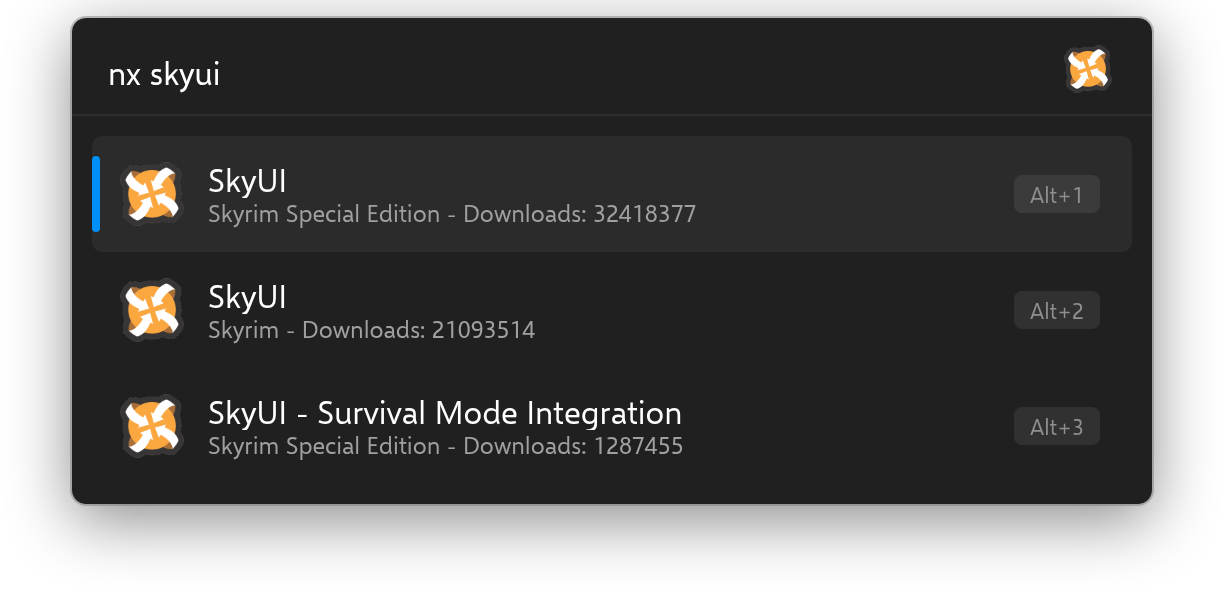 nx skyui
SkyUI
Skyrim Special Edition - Downloads: 32418377
Alt+1
SkyUI
Skyrim - Downloads: 21093514
Alt+2
SkyUI - Survival Mode Integration
Skyrim Special Edition - Downloads: 1287455
Alt+3